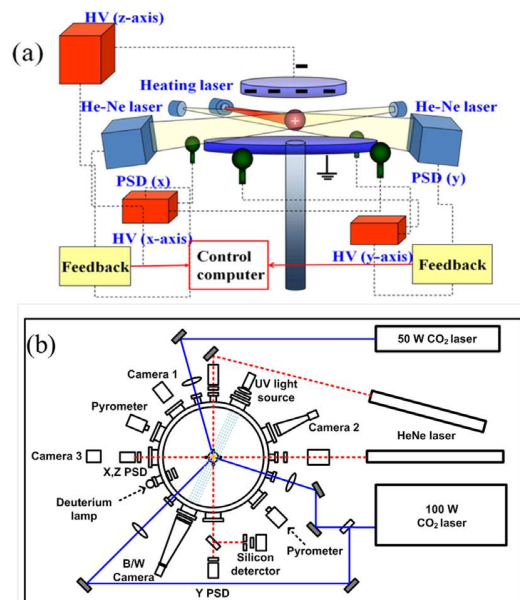 HV (z-axis)
(a)
Heating laser
He-Ne laser
He-Ne laser
PSD (x)
PSD (y)
HV (x-axis)
HV (y-axis)
Feedback
Control
computer
Feedback
(b)
50 W CO₂ laser
Camera 1
UV light
source
Pyrometer
Camera 2
HeNe laser
Camera 3
X,Z PSD
Deuterium
lamp
100 W
CO₂ laser
Silicon
deterctor
Pyrometer
B/W
Camera
Y PSD